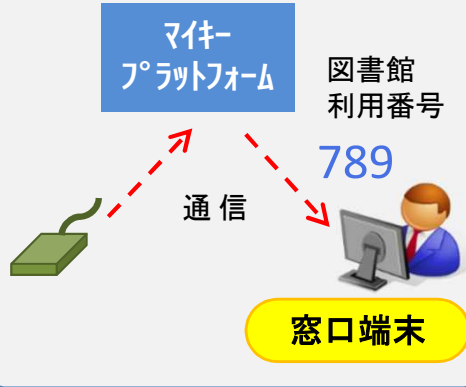 マイキー
プラットフォーム
図書館
利用番号
789
通信
窓口端末